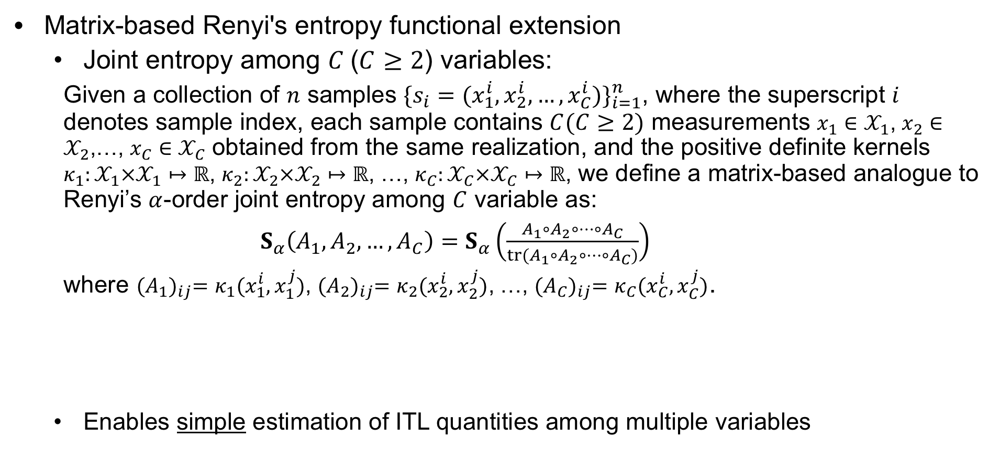 • Matrix-based Renyi's entropy functional extension
• Joint entropy among 𝐶 (𝐶 ≥ 2) variables:
Given a collection of 𝑛 samples $\{s_i = (x_1^i, x_2^i, \ldots, x_C^i)\}_{i=1}^n$, where the superscript 𝑖
denotes sample index, each sample contains 𝐶(𝐶 ≥ 2) measurements $x_1 \in \mathcal{X}_1$, $x_2 \in$
$\mathcal{X}_2$,…, $x_C \in \mathcal{X}_C$ obtained from the same realization, and the positive definite kernels
$\kappa_1: \mathcal{X}_1 \times \mathcal{X}_1 \mapsto \mathbb{R}$, $\kappa_2: \mathcal{X}_2 \times \mathcal{X}_2 \mapsto \mathbb{R}$, …, $\kappa_C: \mathcal{X}_C \times \mathcal{X}_C \mapsto \mathbb{R}$, we define a matrix-based analogue to
Renyi’s 𝛼-order joint entropy among 𝐶 variable as:
$\mathbf{S}_\alpha(A_1, A_2, \ldots, A_C) = \mathbf{S}_\alpha\left(\frac{A_1 \circ A_2 \circ \cdots \circ A_C}{\mathrm{tr}(A_1 \circ A_2 \circ \cdots \circ A_C)}\right)$
where $(A_1)_{ij} = \kappa_1(x_1^i, x_1^j)$, $(A_2)_{ij} = \kappa_2(x_2^i, x_2^j)$, …, $(A_C)_{ij} = \kappa_C(x_C^i, x_C^j)$.
• Enables simple estimation of ITL quantities among multiple variables